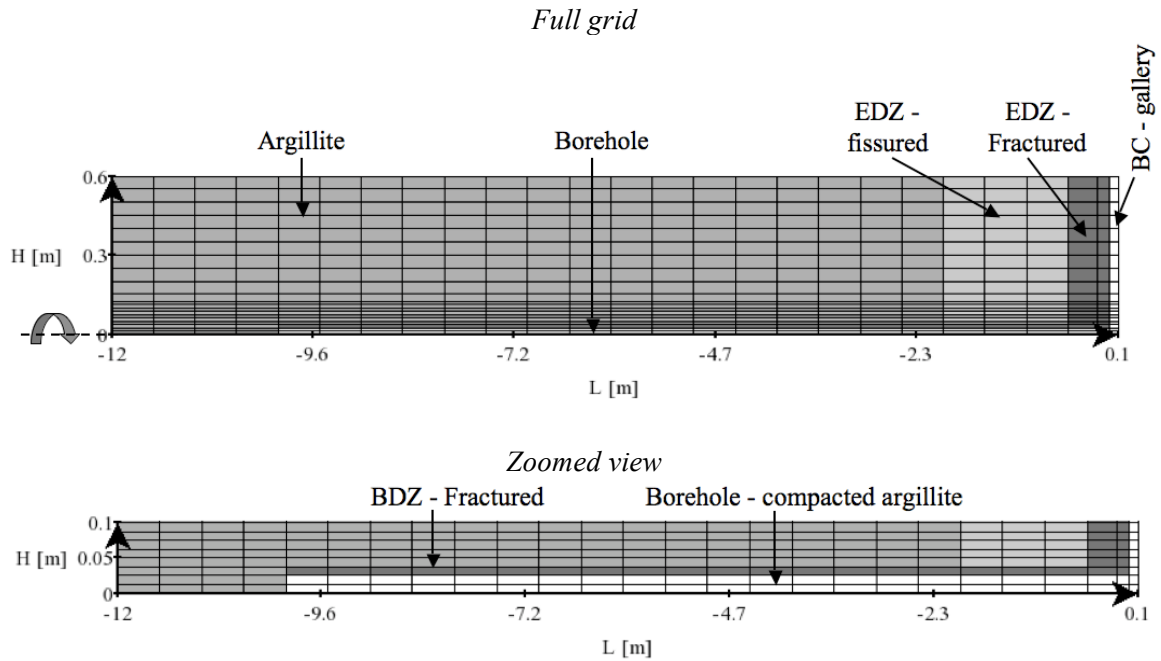 Full grid
Argillite
Borehole
EDZ -
fissured
EDZ -
Fractured
BC - gallery
0.6
H [m]
0.3
0
-12
-9.6
-7.2
-4.7
-2.3
0.1
L [m]
Zoomed view
BDZ - Fractured
Borehole - compacted argillite
0.1
H [m]
0.05
0
-12
-9.6
-7.2
-4.7
-2.3
0.1
L [m]